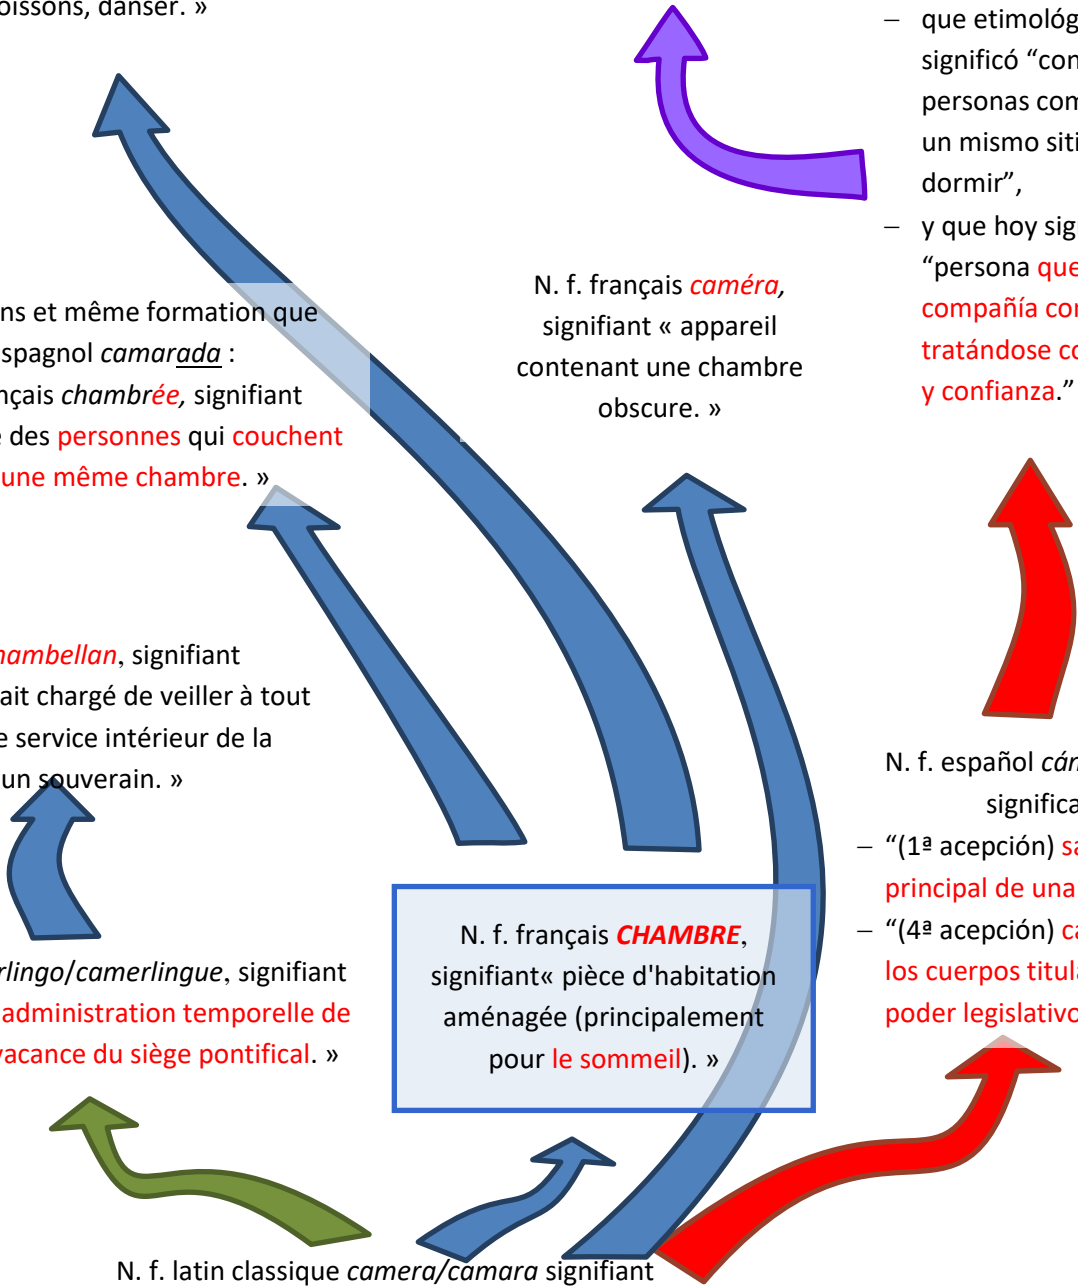 oissons, danser. »
– que etimológ
significó “con
personas con
un mismo siti
dormir”,
– y que hoy sig
“persona que
compañía con
tratándose co
y confianza.”
ns et même formation que
spagnol camarada :
nçais chambrée, signifiant
e des personnes qui couchent
une même chambre. »
N. f. français caméra,
signifiant « appareil
contenant une chambre
obscure. »
hambellan, signifiant
ait chargé de veiller à tout
e service intérieur de la
un souverain. »
N. f. español cám
significa
– “(1ª acepción) sa
principal de una
– “(4ª acepción) ca
los cuerpos titula
poder legislativo
rlingo/camerlingue, signifiant
administration temporelle de
vacance du siège pontifical. »
N. f. français CHAMBRE,
signifiant« pièce d'habitation
aménagée (principalement
pour le sommeil). »
N. f. latin classique camera/camara signifiant